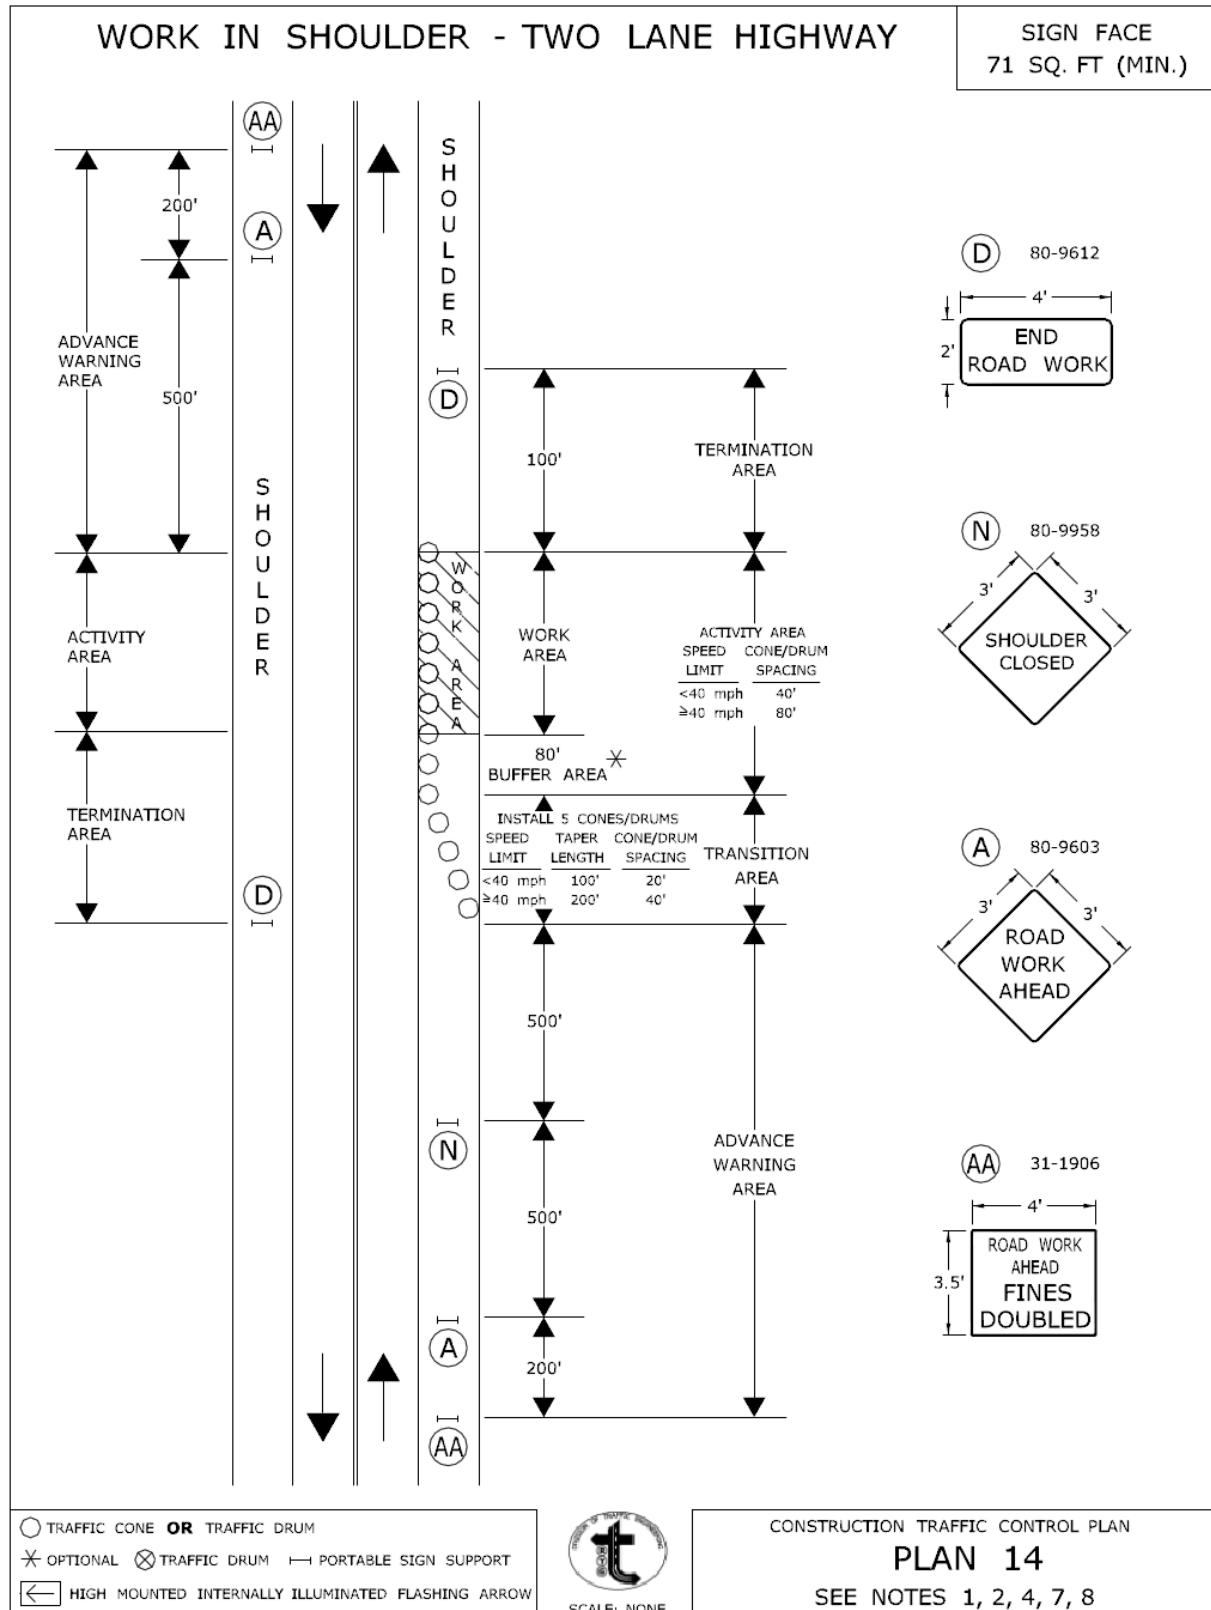 WORK IN SHOULDER - TWO LANE HIGHWAY
SIGN FACE
71 SQ. FT (MIN.)
AA
200'
A
ADVANCE
WARNING
AREA
500'
SHOULDER
ACTIVITY
AREA
TERMINATION
AREA
D
SHOULDER
D
100'
TERMINATION
AREA
WORK AREA
WORK
AREA
ACTIVITY AREA
SPEED CONE/DRUM
LIMIT SPACING
<40 mph 40'
≥40 mph 80'
80'
BUFFER AREA *
INSTALL 5 CONES/DRUMS
SPEED TAPER CONE/DRUM
LIMIT LENGTH SPACING
<40 mph 100' 20'
≥40 mph 200' 40'
TRANSITION
AREA
500'
N
500'
ADVANCE
WARNING
AREA
A
200'
AA
D 80-9612
4'
2'
END
ROAD WORK
N 80-9958
3' 3'
SHOULDER
CLOSED
A 80-9603
3' 3'
ROAD
WORK
AHEAD
AA 31-1906
4'
3.5'
ROAD WORK
AHEAD
FINES
DOUBLED
TRAFFIC CONE OR TRAFFIC DRUM
* OPTIONAL TRAFFIC DRUM PORTABLE SIGN SUPPORT
HIGH MOUNTED INTERNALLY ILLUMINATED FLASHING ARROW
DIVISION OF TRAFFIC ENGINEERING
t
SCALE: NONE
CONSTRUCTION TRAFFIC CONTROL PLAN
PLAN 14
SEE NOTES 1, 2, 4, 7, 8